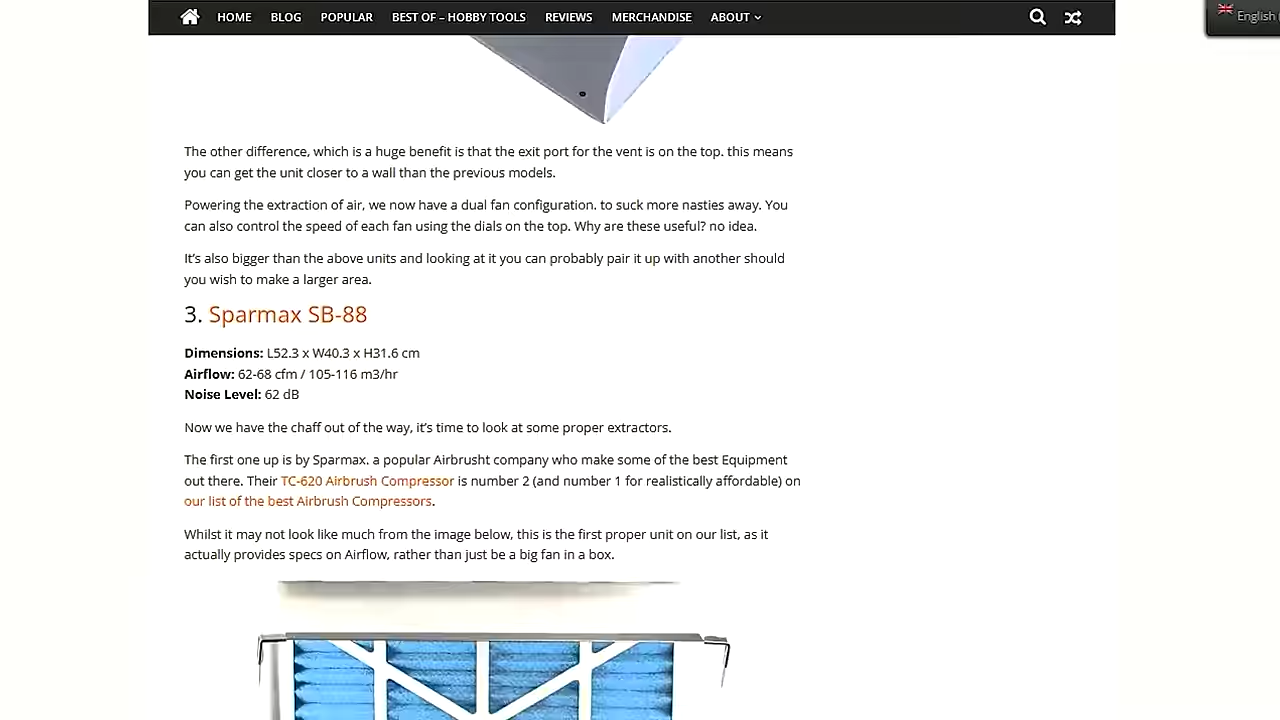 HOME BLOG POPULAR BEST OF – HOBBY TOOLS REVIEWS MERCHANDISE ABOUT
English
The other difference, which is a huge benefit is that the exit port for the vent is on the top. this means
you can get the unit closer to a wall than the previous models.
Powering the extraction of air, we now have a dual fan configuration. to suck more nasties away. You
can also control the speed of each fan using the dials on the top. Why are these useful? no idea.
It’s also bigger than the above units and looking at it you can probably pair it up with another should
you wish to make a larger area.
3. Sparmax SB-88
Dimensions: L52.3 x W40.3 x H31.6 cm
Airflow: 62-68 cfm / 105-116 m3/hr
Noise Level: 62 dB
Now we have the chaff out of the way, it’s time to look at some proper extractors.
The first one up is by Sparmax. a popular Airbrusht company who make some of the best Equipment
out there. Their TC-620 Airbrush Compressor is number 2 (and number 1 for realistically affordable) on
our list of the best Airbrush Compressors.
Whilst it may not look like much from the image below, this is the first proper unit on our list, as it
actually provides specs on Airflow, rather than just be a big fan in a box.